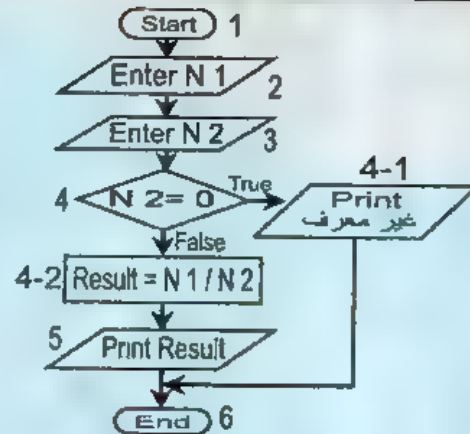 Start 1
Enter N 1 2
Enter N 2 3
4 N 2= 0 True
4-1
Print
غير معرف
False
4-2 Result = N 1 / N 2
5 Print Result
End 6